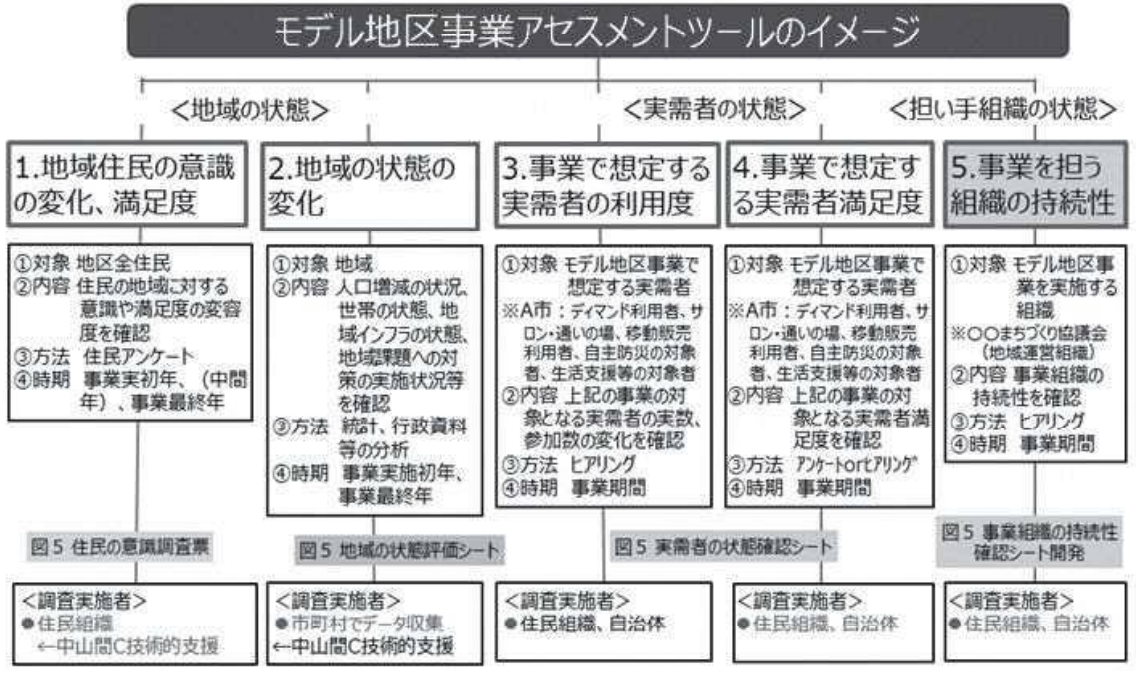 モデル地区事業アセスメントツールのイメージ
＜地域の状態＞
＜実需者の状態＞
＜担い手組織の状態＞
1.地域住民の意識
の変化、満足度
①対象 地区全住民
②内容 住民の地域に対する
意識や満足度の変容
度を確認
③方法 住民アンケート
④時期 事業実初年、（中間
年）、事業最終年
図5 住民の意識調査票
＜調査実施者＞
●住民組織
←中山間C技術的支援
2.地域の状態の
変化
①対象 地域
②内容 人口増減の状況、
世帯の状態、地
域インフラの状態、
地域課題への対
策の実施状況等
を確認
③方法 統計、行政資料
等の分析
④時期 事業実施初年、
事業最終年
図5 地域の状態評価シート
＜調査実施者＞
●市町村でデータ収集
←中山間C技術的支援
3.事業で想定する
実需者の利用度
①対象 モデル地区事業で
想定する実需者
※A市：ディマンド利用者、サ
ロン・通いの場、移動販売
利用者、自主防災の対象
者、生活支援等の対象者
②内容 上記の事業の対
象となる実需者の実数、
参加数の変化を確認
③方法 ヒアリング
④時期 事業期間
4.事業で想定す
る実需者満足度
①対象 モデル地区事業で
想定する実需者
※A市：ディマンド利用者、サ
ロン・通いの場、移動販売
利用者、自主防災の対象
者、生活支援等の対象者
②内容 上記の事業の対
象となる実需者満
足度を確認
③方法 ｱﾝｹｰﾄorﾋｱﾘﾝｸﾞ
④時期 事業期間
図5 実需者の状態確認シート
＜調査実施者＞
●住民組織、自治体
＜調査実施者＞
●住民組織、自治体
5.事業を担う
組織の持続性
①対象 モデル地区事
業を実施する
組織
※〇〇まちづくり協議会
（地域運営組織）
②内容 事業組織の
持続性を確認
③方法 ヒアリング
④時期 事業期間
図5 事業組織の持続性
確認シート開発
＜調査実施者＞
●住民組織、自治体